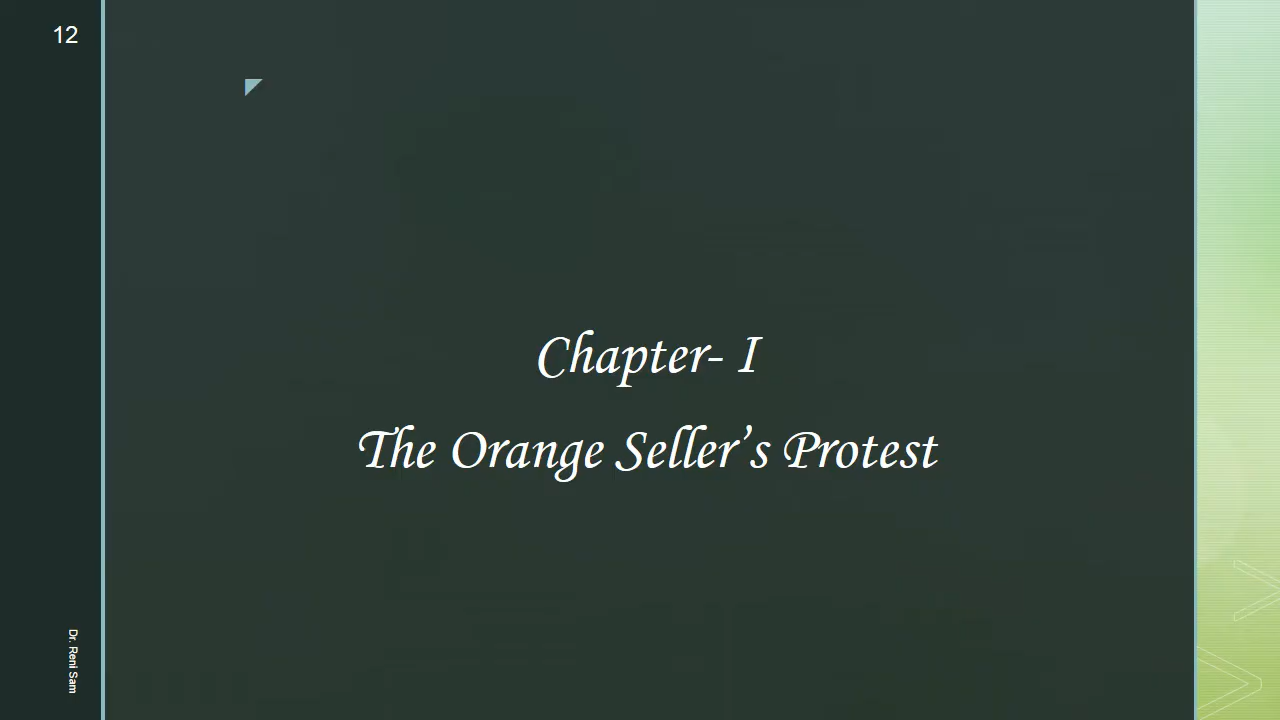 12
Chapter- I
The Orange Seller’s Protest
Dr. Reni Sam